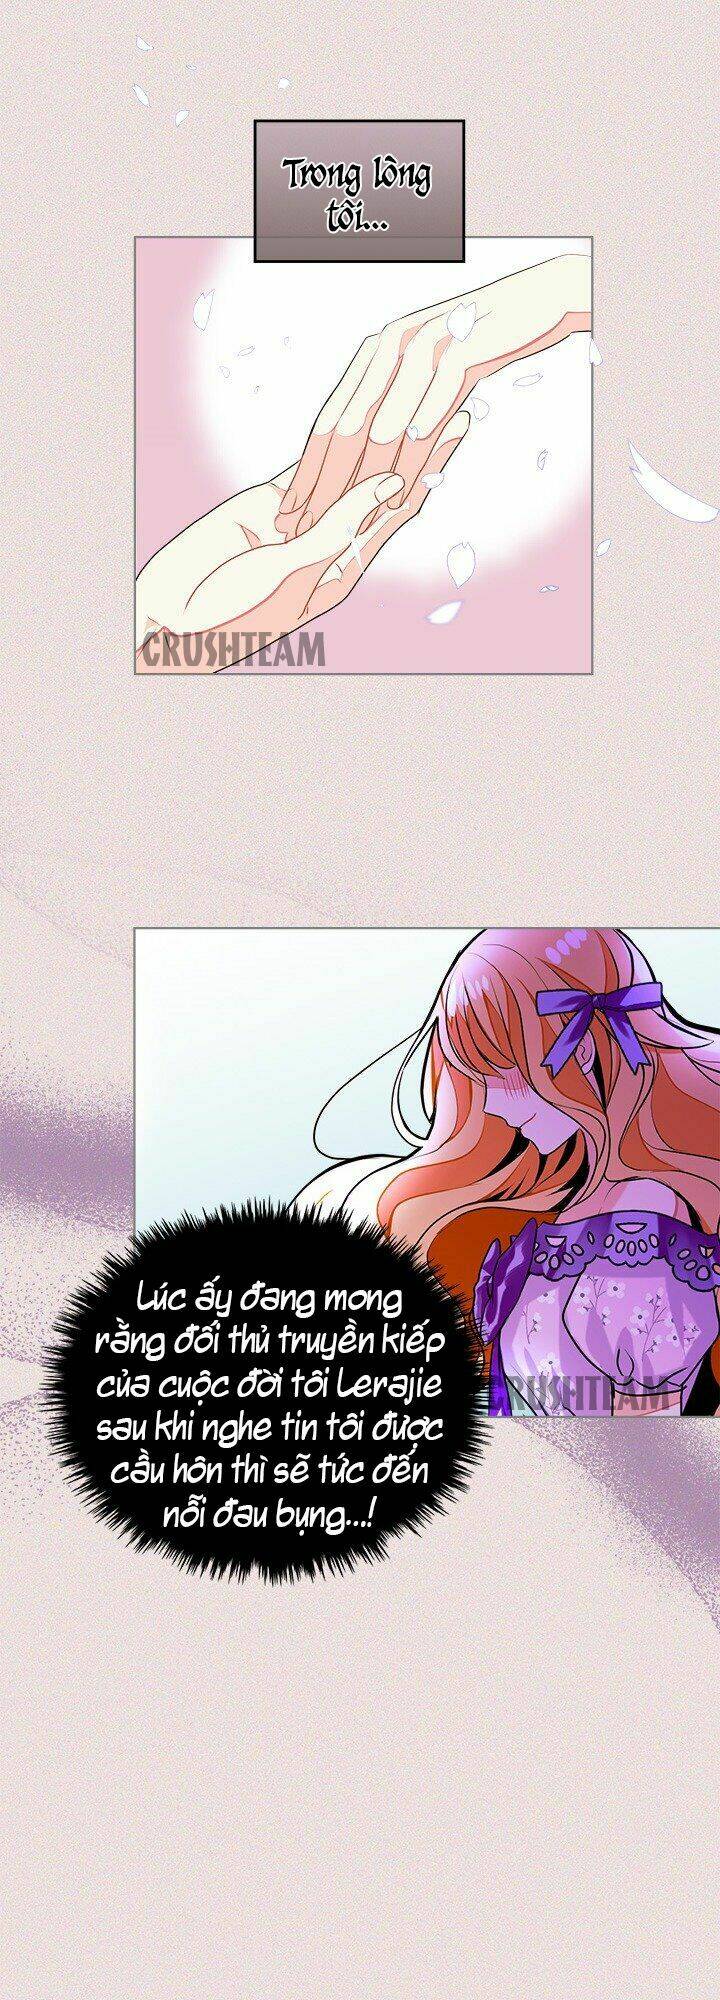 Trong lòng
tôi...
CRUSHTEAM
Lúc ấy đang mong
rằng đối thủ truyền kiếp
của cuộc đời tôi Lerajie
sau khi nghe tin tôi được
cầu hôn thì sẽ tức đến
nỗi đau bụng...!
CRUSHTEAM